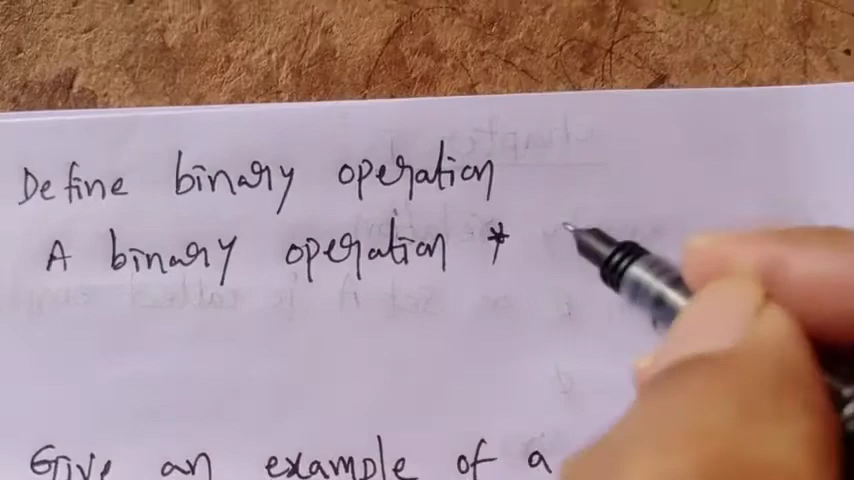 Define binary operation
A binary operation *
Give an example of a